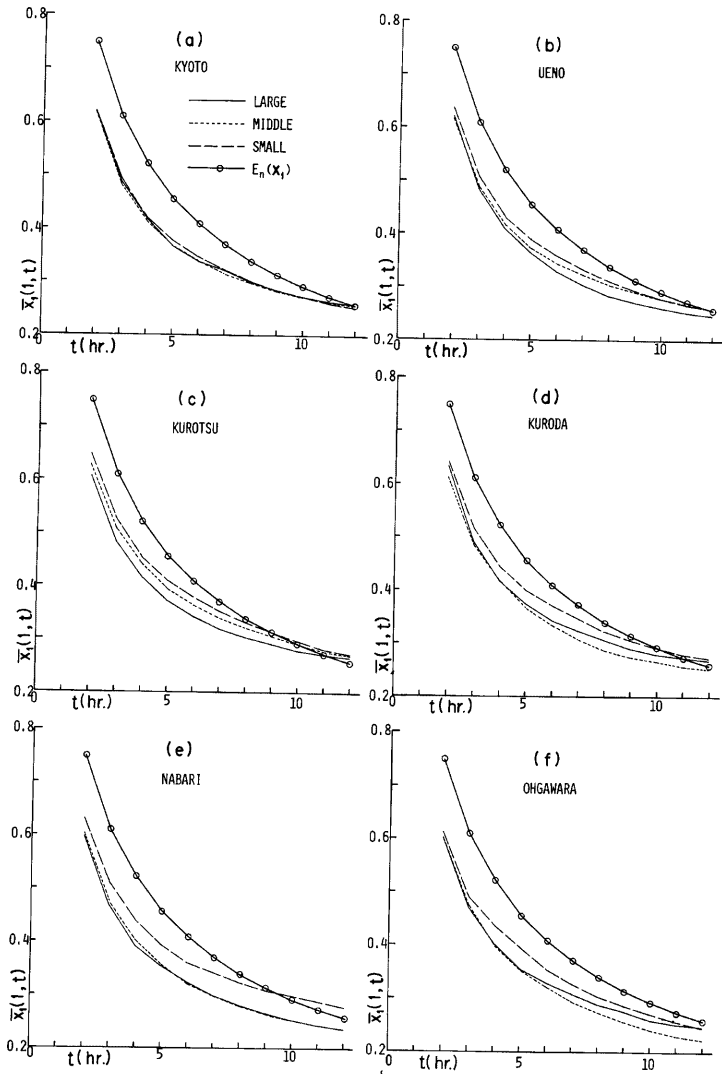 0.8
(a)
KYOTO
LARGE
MIDDLE
SMALL
Eₙ(X₁)
0.6
0.4
X̄₁(1,t)
0.2
0
t(hr.)
5
10
0.8
(b)
UENO
0.6
0.4
X̄₁(1,t)
0.2
0
t(hr.)
5
10
0.8
(c)
KUROTSU
0.6
0.4
X̄₁(1,t)
0.2
0
t(hr.)
5
10
0.8
(d)
KURODA
0.6
0.4
X̄₁(1,t)
0.2
0
t(hr.)
5
10
0.8
(e)
NABARI
0.6
0.4
X̄₁(1,t)
0.2
0
t(hr.)
5
10
0.8
(f)
OHGAWARA
0.6
0.4
X̄₁(1,t)
0.2
0
t(hr.)
5
10